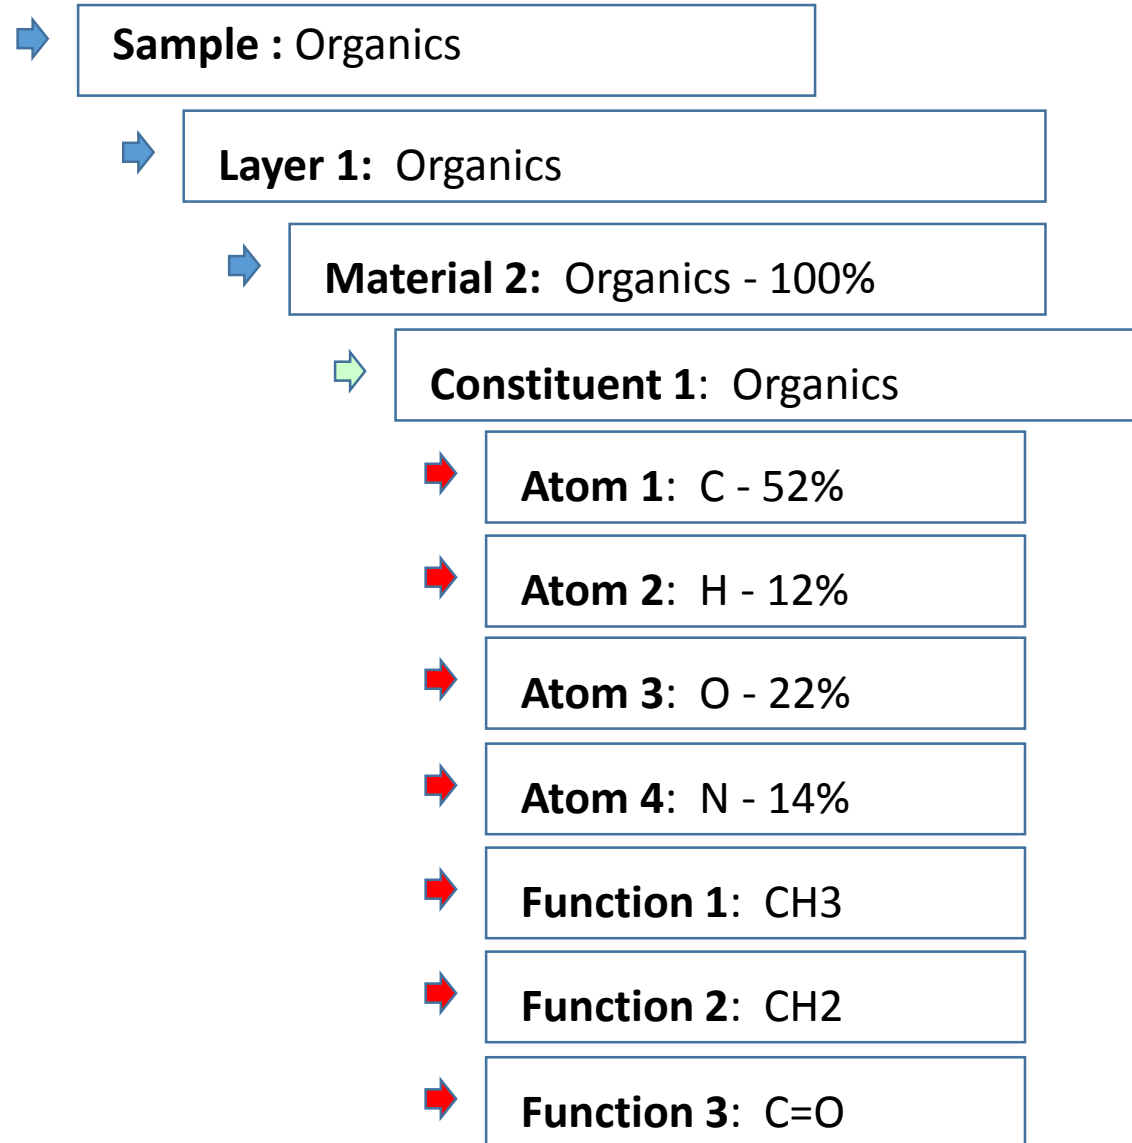 Sample : Organics
Layer 1: Organics
Material 2: Organics - 100%
Constituent 1: Organics
Atom 1: C - 52%
Atom 2: H - 12%
Atom 3: O - 22%
Atom 4: N - 14%
Function 1: CH3
Function 2: CH2
Function 3: C=O